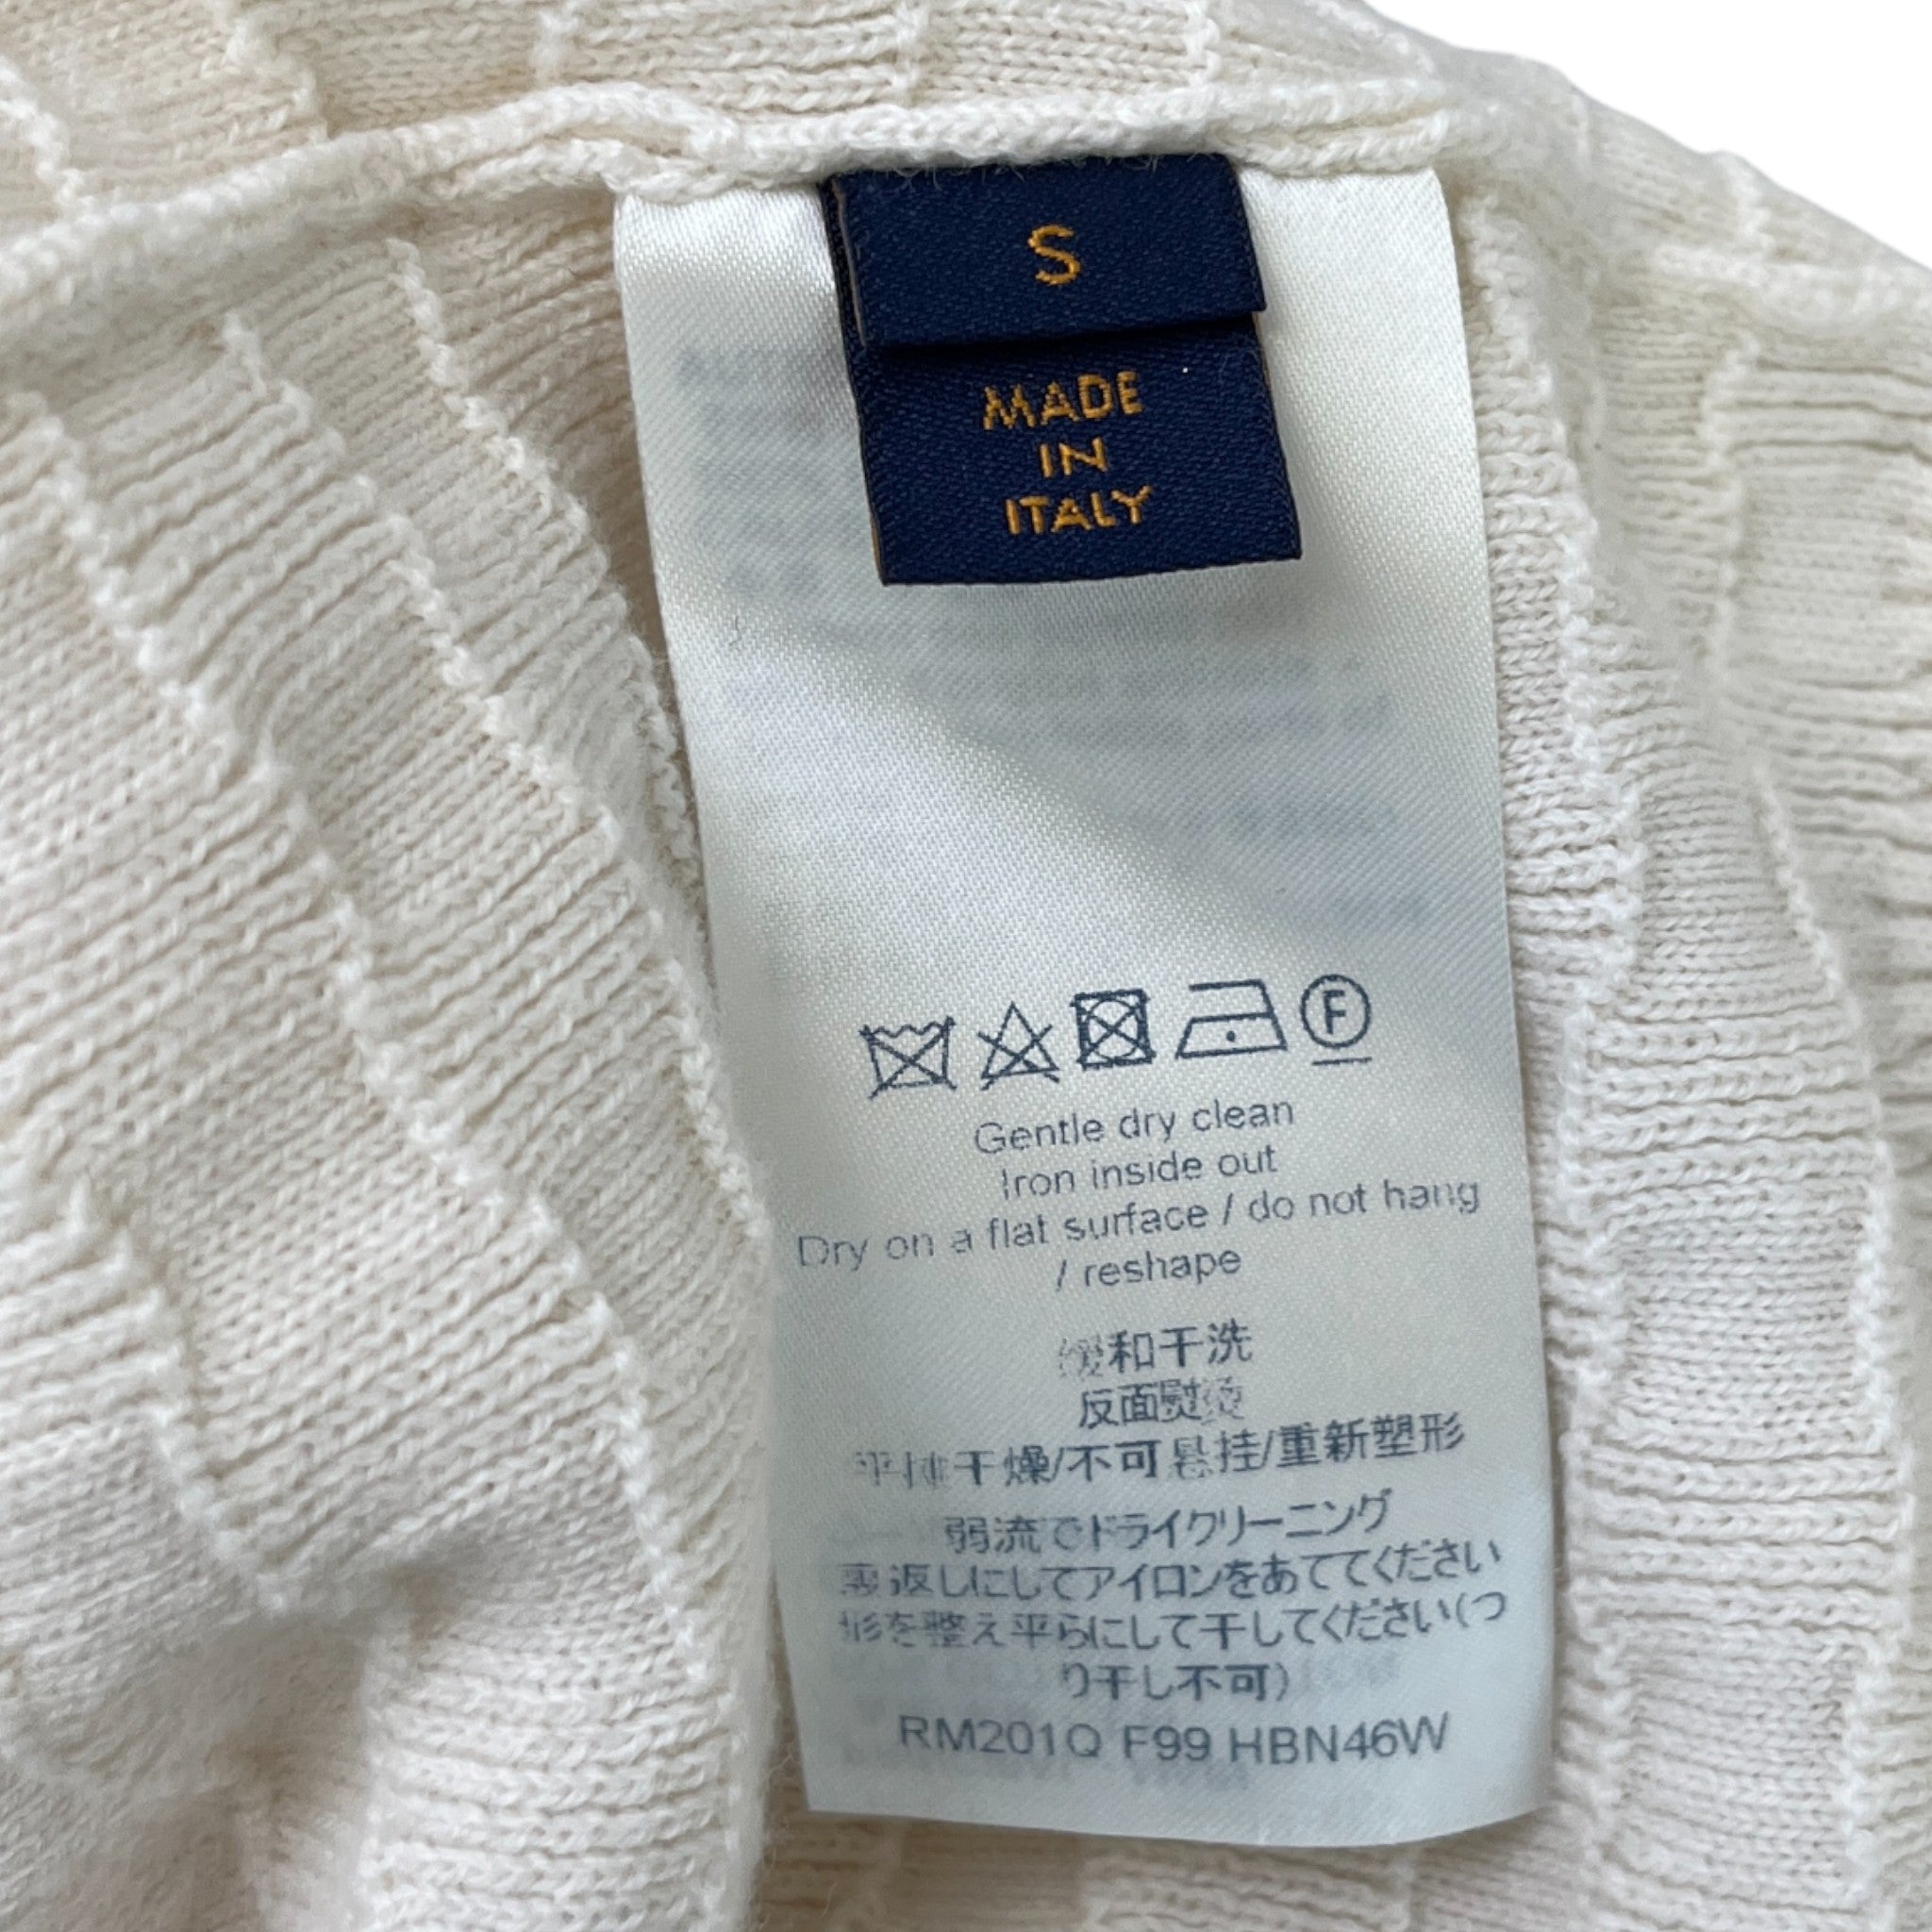 S
MADE
IN
ITALY
F
Gentle dry clean
Iron inside out
Dry on a flat surface / do not hang
/ reshape
缓和干洗
反面熨烫
平摊干燥/不可悬挂/重新塑形
弱流でドライクリーニング
裏返しにしてアイロンをあててください
形を整え平らにして干してください(つ
り干し不可)
RM201Q F99 HBN46W